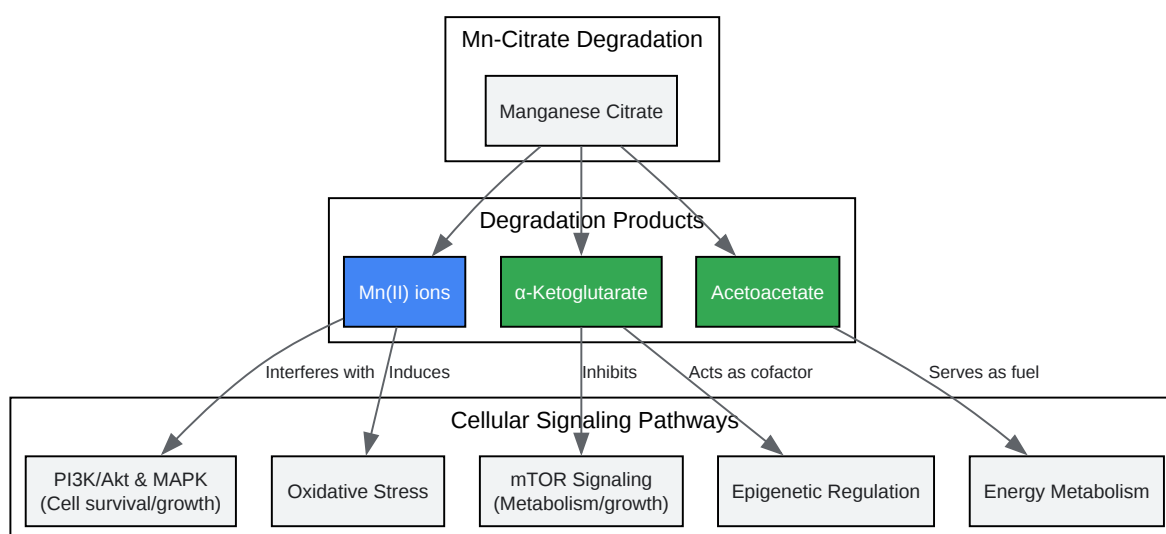 Mn-Citrate Degradation
Manganese Citrate
Degradation Products
Mn(II) ions
α-Ketoglutarate
Acetoacetate
Interferes with
Induces
Inhibits
Acts as cofactor
Serves as fuel
Cellular Signaling Pathways
PI3K/Akt & MAPK
(Cell survival/growth)
Oxidative Stress
mTOR Signaling
(Metabolism/growth)
Epigenetic Regulation
Energy Metabolism